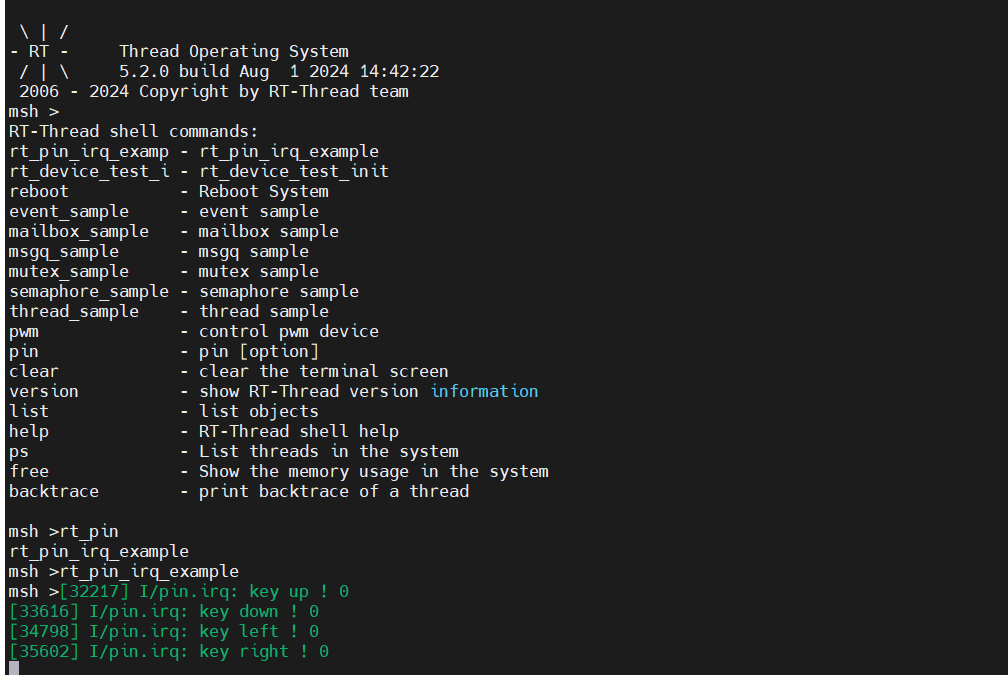 \ | /
- RT -     Thread Operating System
 / | \     5.2.0 build Aug  1 2024 14:42:22
 2006 - 2024 Copyright by RT-Thread team
msh >
RT-Thread shell commands:
rt_pin_irq_examp - rt_pin_irq_example
rt_device_test_i - rt_device_test_init
reboot           - Reboot System
event_sample     - event sample
mailbox_sample   - mailbox sample
msgq_sample      - msgq sample
mutex_sample     - mutex sample
semaphore_sample - semaphore sample
thread_sample    - thread sample
pwm              - control pwm device
pin              - pin [option]
clear            - clear the terminal screen
version          - show RT-Thread version information
list             - list objects
help             - RT-Thread shell help
ps               - List threads in the system
free             - Show the memory usage in the system
backtrace        - print backtrace of a thread
msh >rt_pin
rt_pin_irq_example
msh >rt_pin_irq_example
msh >[32217] I/pin.irq: key up ! 0
[33616] I/pin.irq: key down ! 0
[34798] I/pin.irq: key left ! 0
[35602] I/pin.irq: key right ! 0